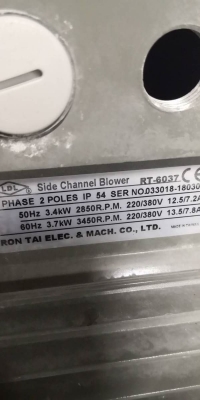 LDL Side Channel Blower RT-6037 CE
PHASE 2 POLES IP 54 SER NO.033018-18030
50Hz 3.4kW 2850R.P.M. 220/380V 12.5/7.2A
60Hz 3.7kW 3450R.P.M. 220/380V 13.5/7.8A
RON TAI ELEC. & MACH. CO., LTD.